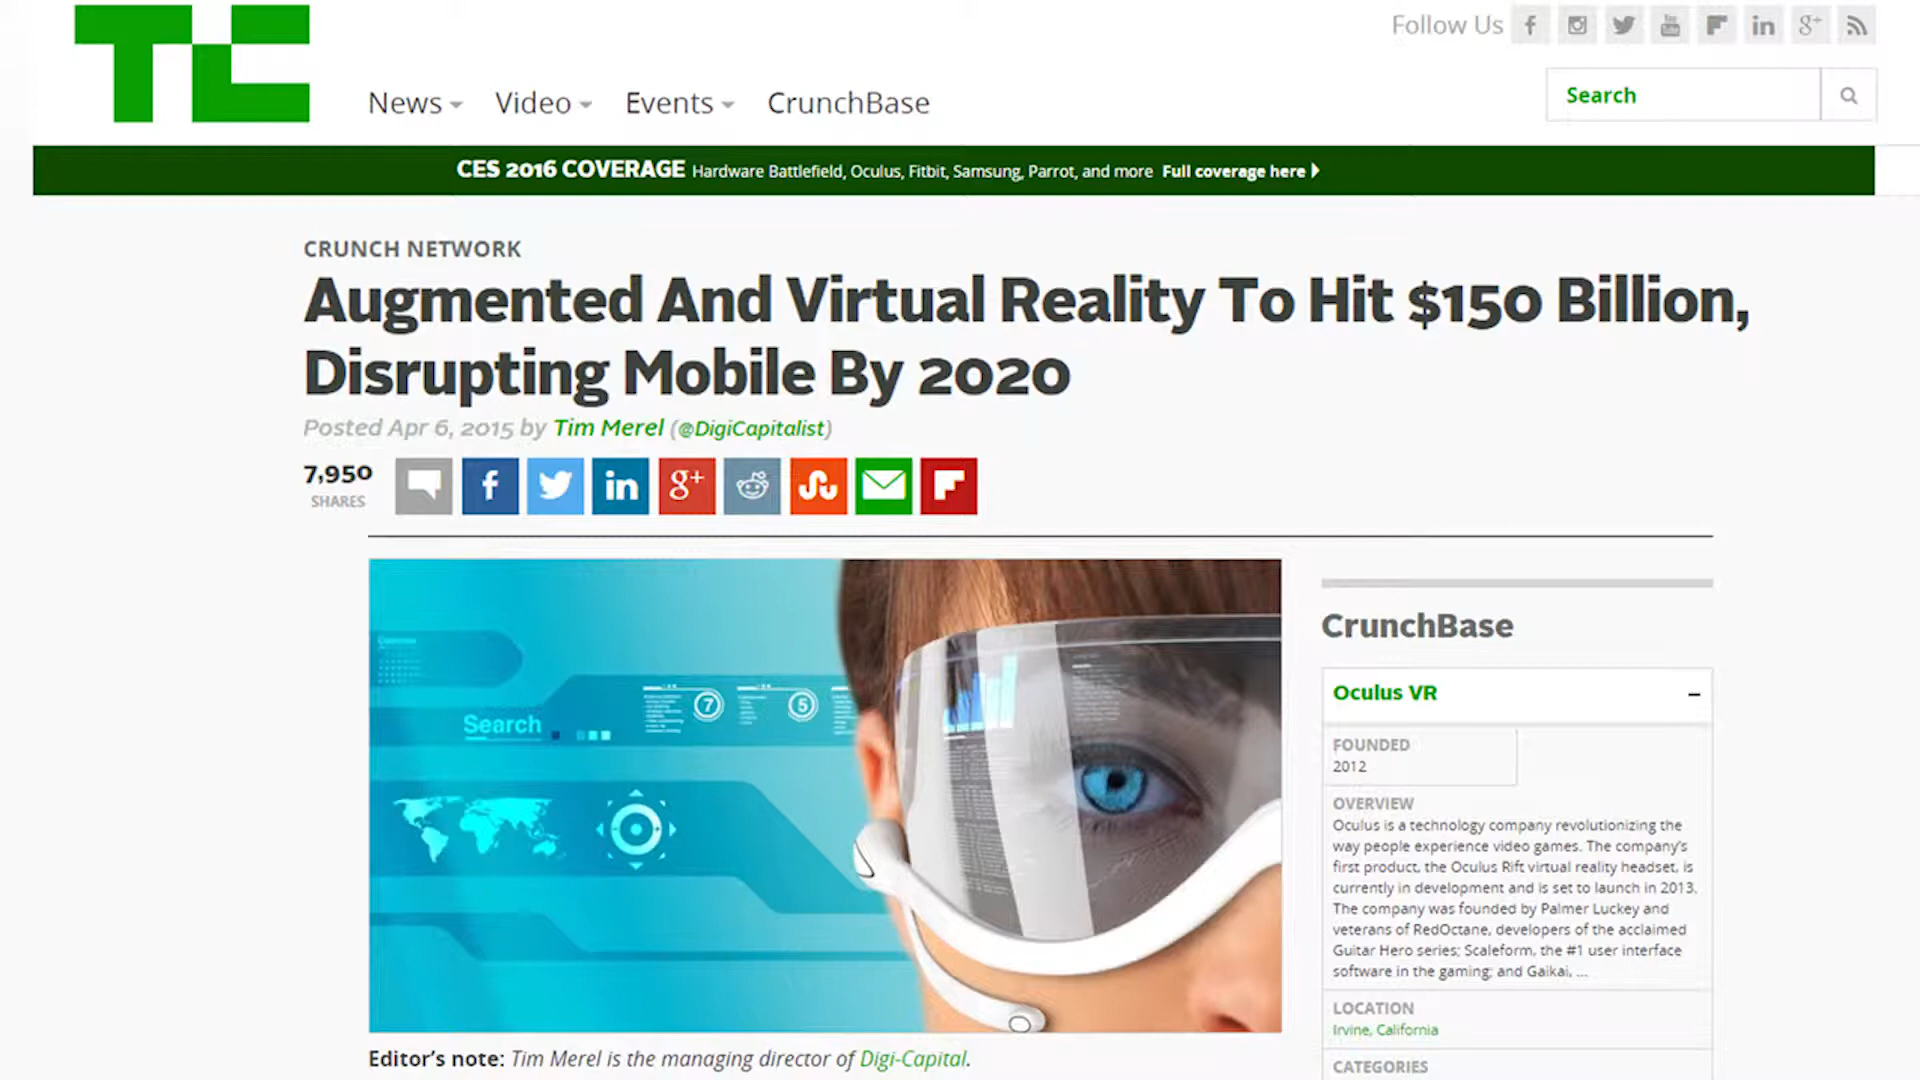 TC
Follow Us
News Video Events CrunchBase
Search
CES 2016 COVERAGE Hardware Battlefield, Oculus, Fitbit, Samsung, Parrot, and more Full coverage here
CRUNCH NETWORK
Augmented And Virtual Reality To Hit $150 Billion,
Disrupting Mobile By 2020
Posted Apr 6, 2015 by Tim Merel (@DigiCapitalist)
7,950
SHARES
Search
7
5
Editor's note: Tim Merel is the managing director of Digi-Capital.
CrunchBase
Oculus VR
FOUNDED
2012
OVERVIEW
Oculus is a technology company revolutionizing the
way people experience video games. The company's
first product, the Oculus Rift virtual reality headset, is
currently in development and is set to launch in 2013.
The company was founded by Palmer Luckey and
veterans of RedOctane, developers of the acclaimed
Guitar Hero series; Scaleform, the #1 user interface
software in the gaming; and Gaikai, ...
LOCATION
Irvine, California
CATEGORIES